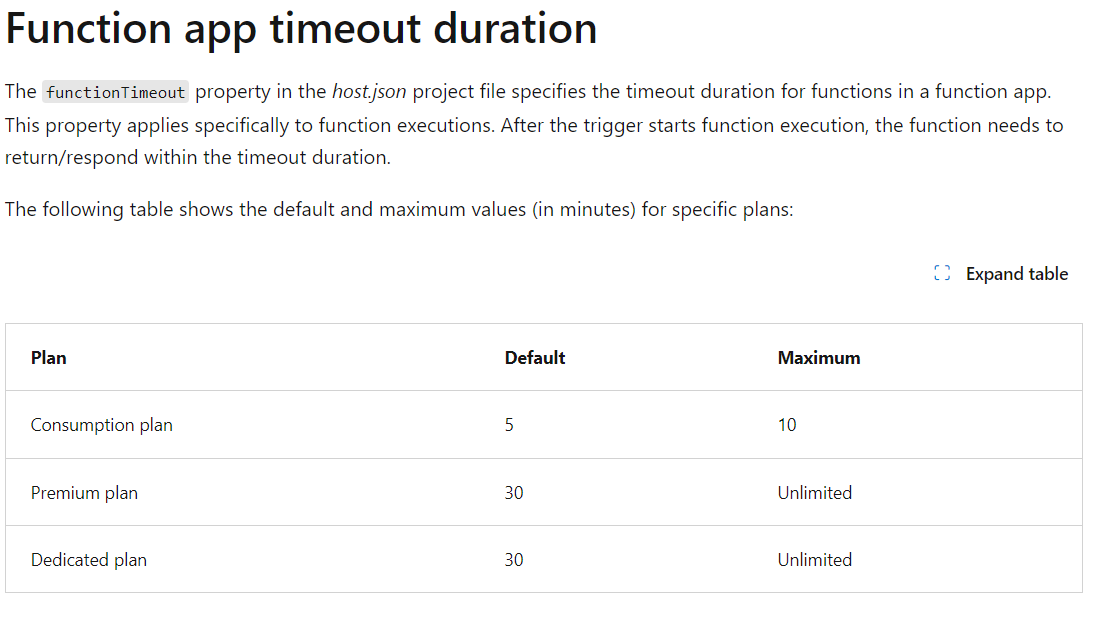 Function app timeout duration
The functionTimeout property in the host.json project file specifies the timeout duration for functions in a function app.
This property applies specifically to function executions. After the trigger starts function execution, the function needs to
return/respond within the timeout duration.
The following table shows the default and maximum values (in minutes) for specific plans:
Expand table
Plan Default Maximum
Consumption plan 5 10
Premium plan 30 Unlimited
Dedicated plan 30 Unlimited